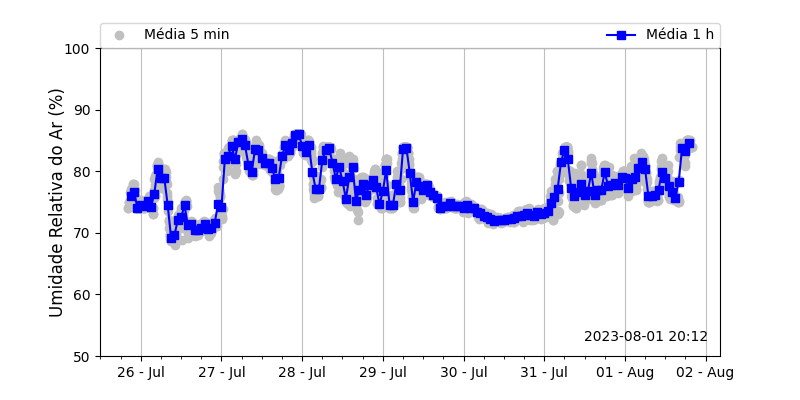 Média 5 min Média 1 h
Umidade Relativa do Ar (%)
100
90
80
70
60
50
2023-08-01 20:12
26 - Jul 27 - Jul 28 - Jul 29 - Jul 30 - Jul 31 - Jul 01 - Aug 02 - Aug